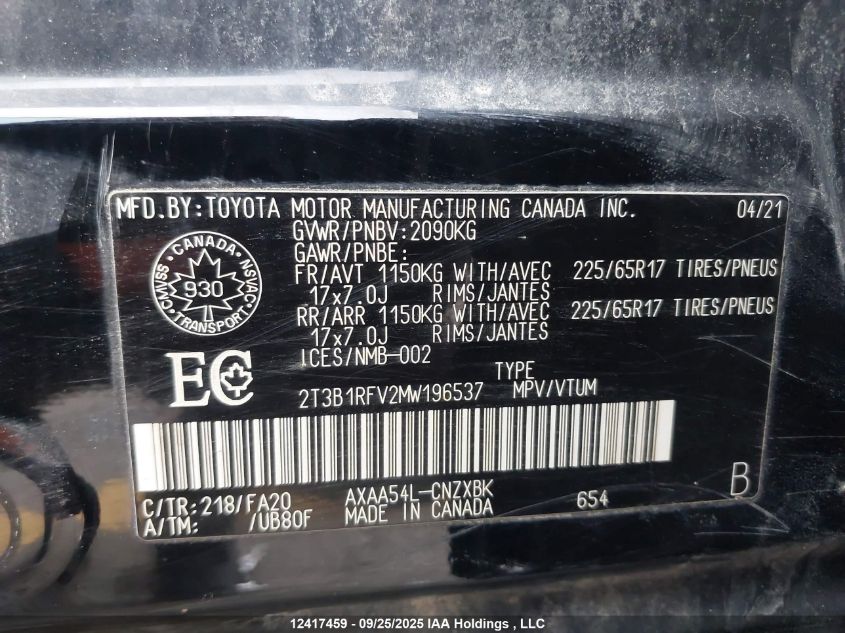 MFD.BY:TOYOTA MOTOR MANUFACTURING CANADA INC. 04/21
GVWR/PNBV:2090KG
GAWR/PNBE:
FR/AVT 1150KG WITH/AVEC 225/65R17 TIRES/PNEUS
17x7.0J RIMS/JANTES
RR/ARR 1150KG WITH/AVEC 225/65R17 TIRES/PNEUS
17x7.0J RIMS/JANTES
ICES/NMB-002
CANADA
CMVSS NSVAC
930
TRANSPORT
EC
TYPE
2T3B1RFV2MW196537 MPV/VTUM
C/TR:218/FA20 AXAA54L-CNZXBK 654 B
A/TM: /UB80F MADE IN CANADA
12417459 - 09/25/2025 IAA Holdings , LLC